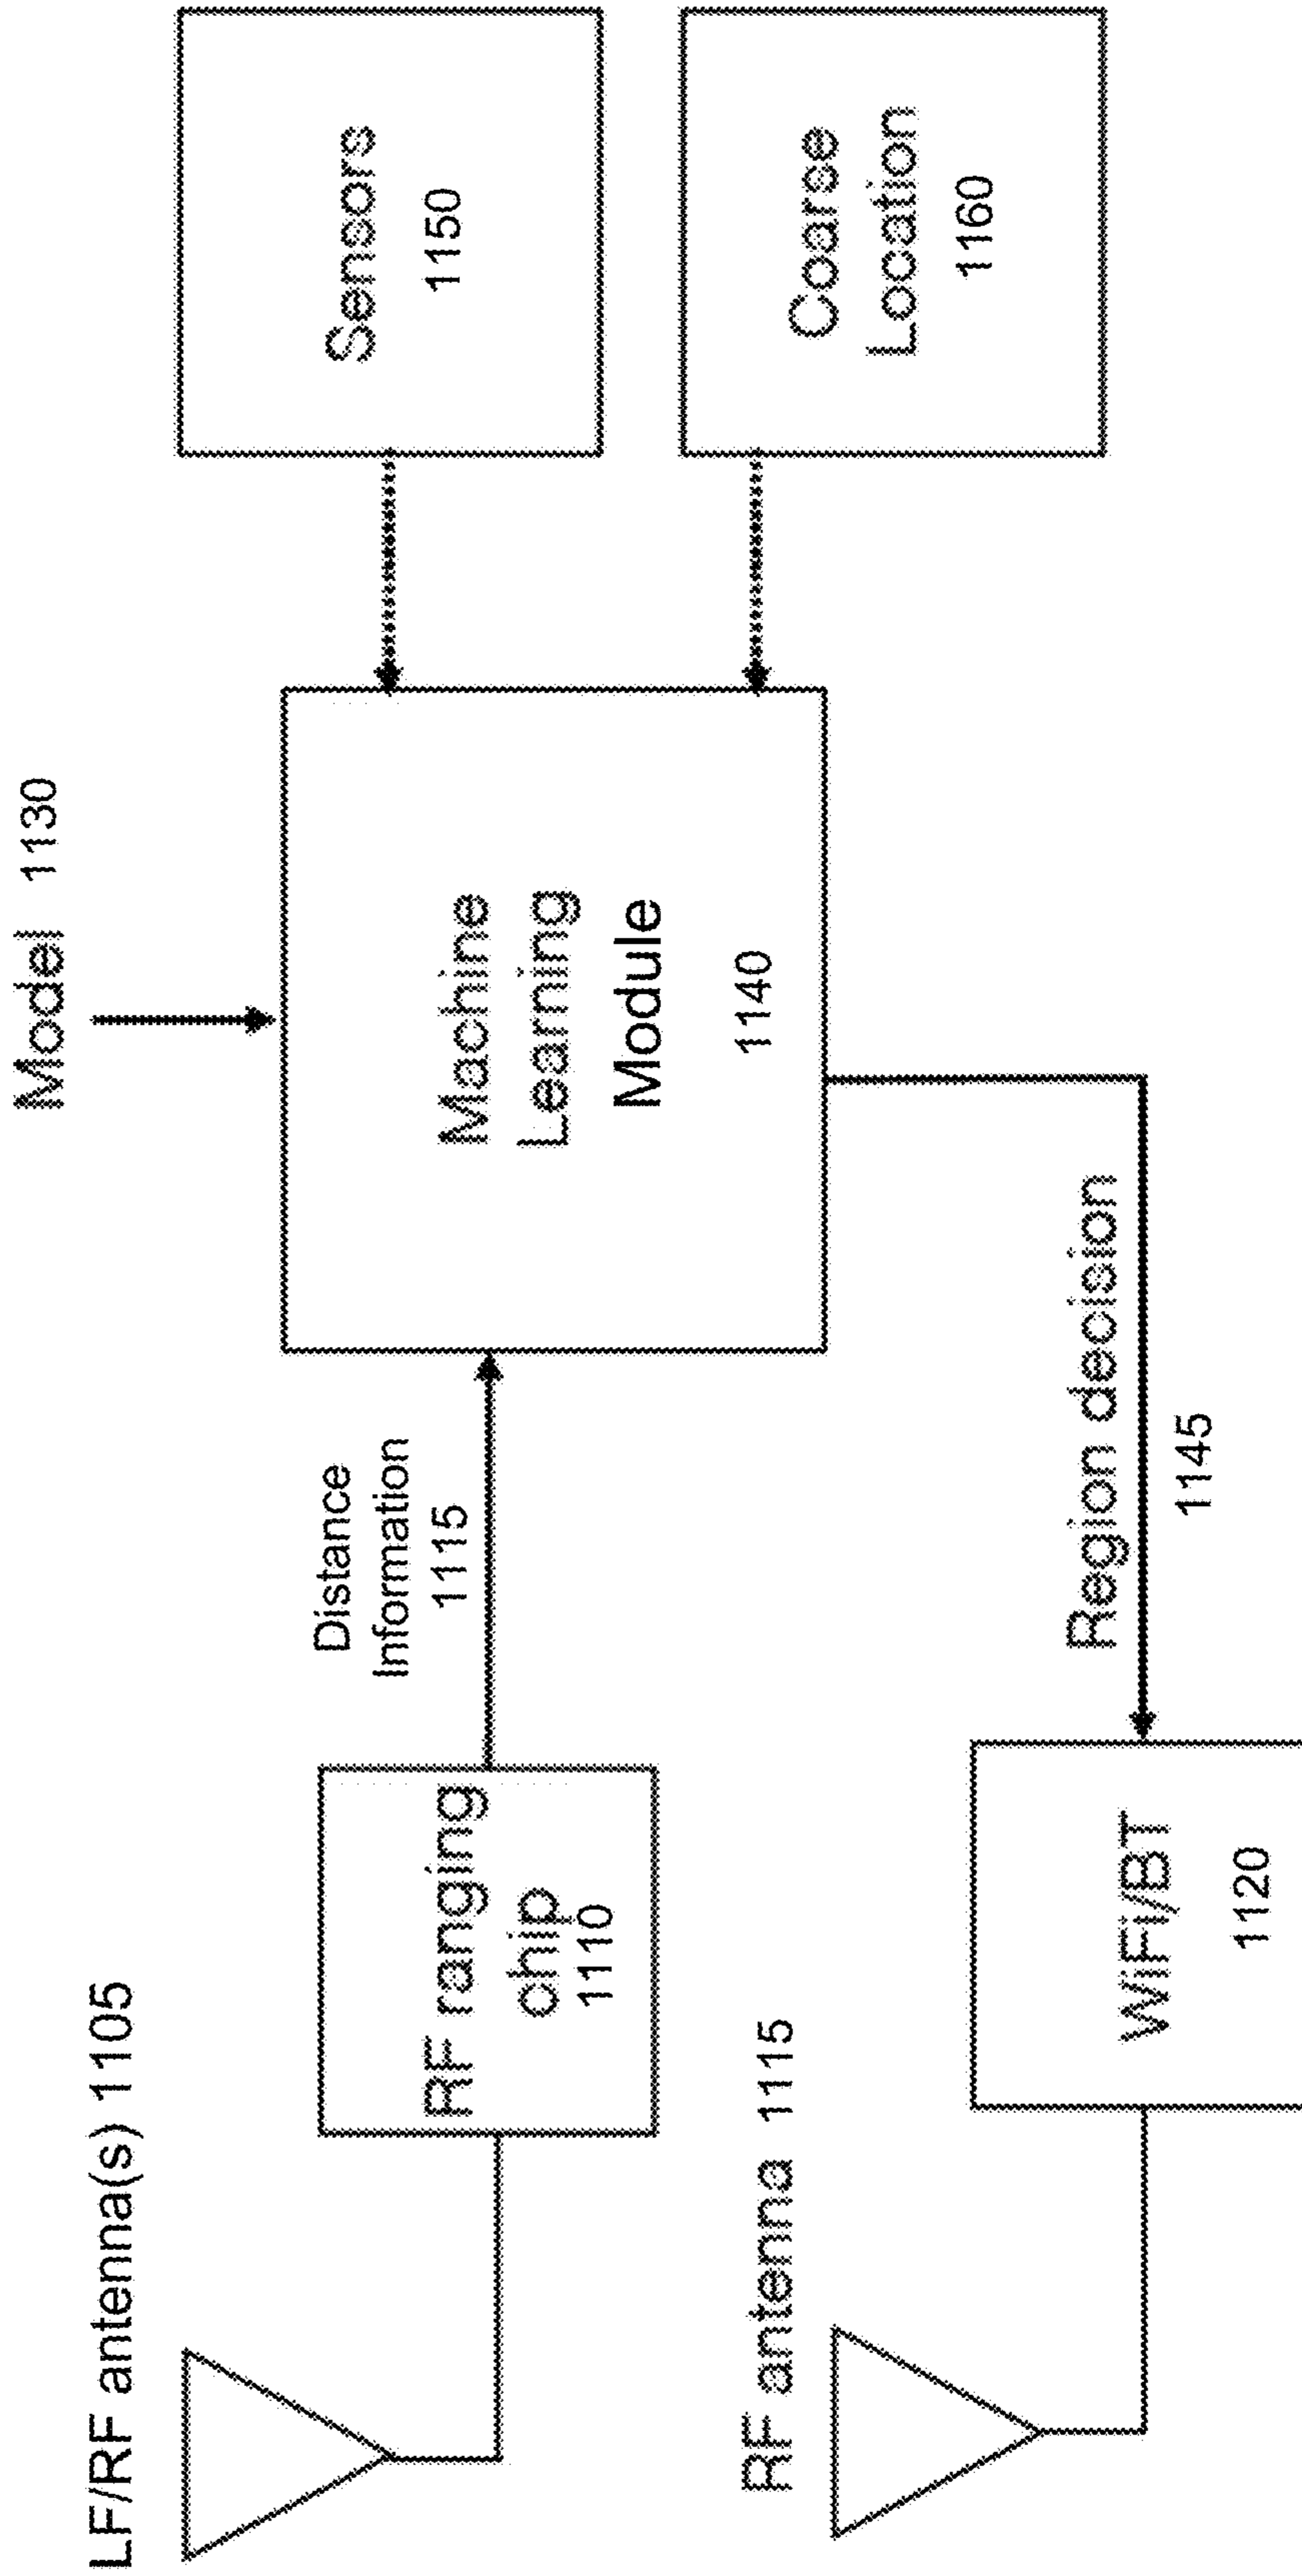 LF/RF antenna(s) 1105
RF ranging
chip
1110
Distance
Information
1115
Model 1130
Machine
Learning
Module
1140
Sensors
1150
Coarse
Location
1160
RF antenna 1115
WiFi/BT
1120
Region decision
1145